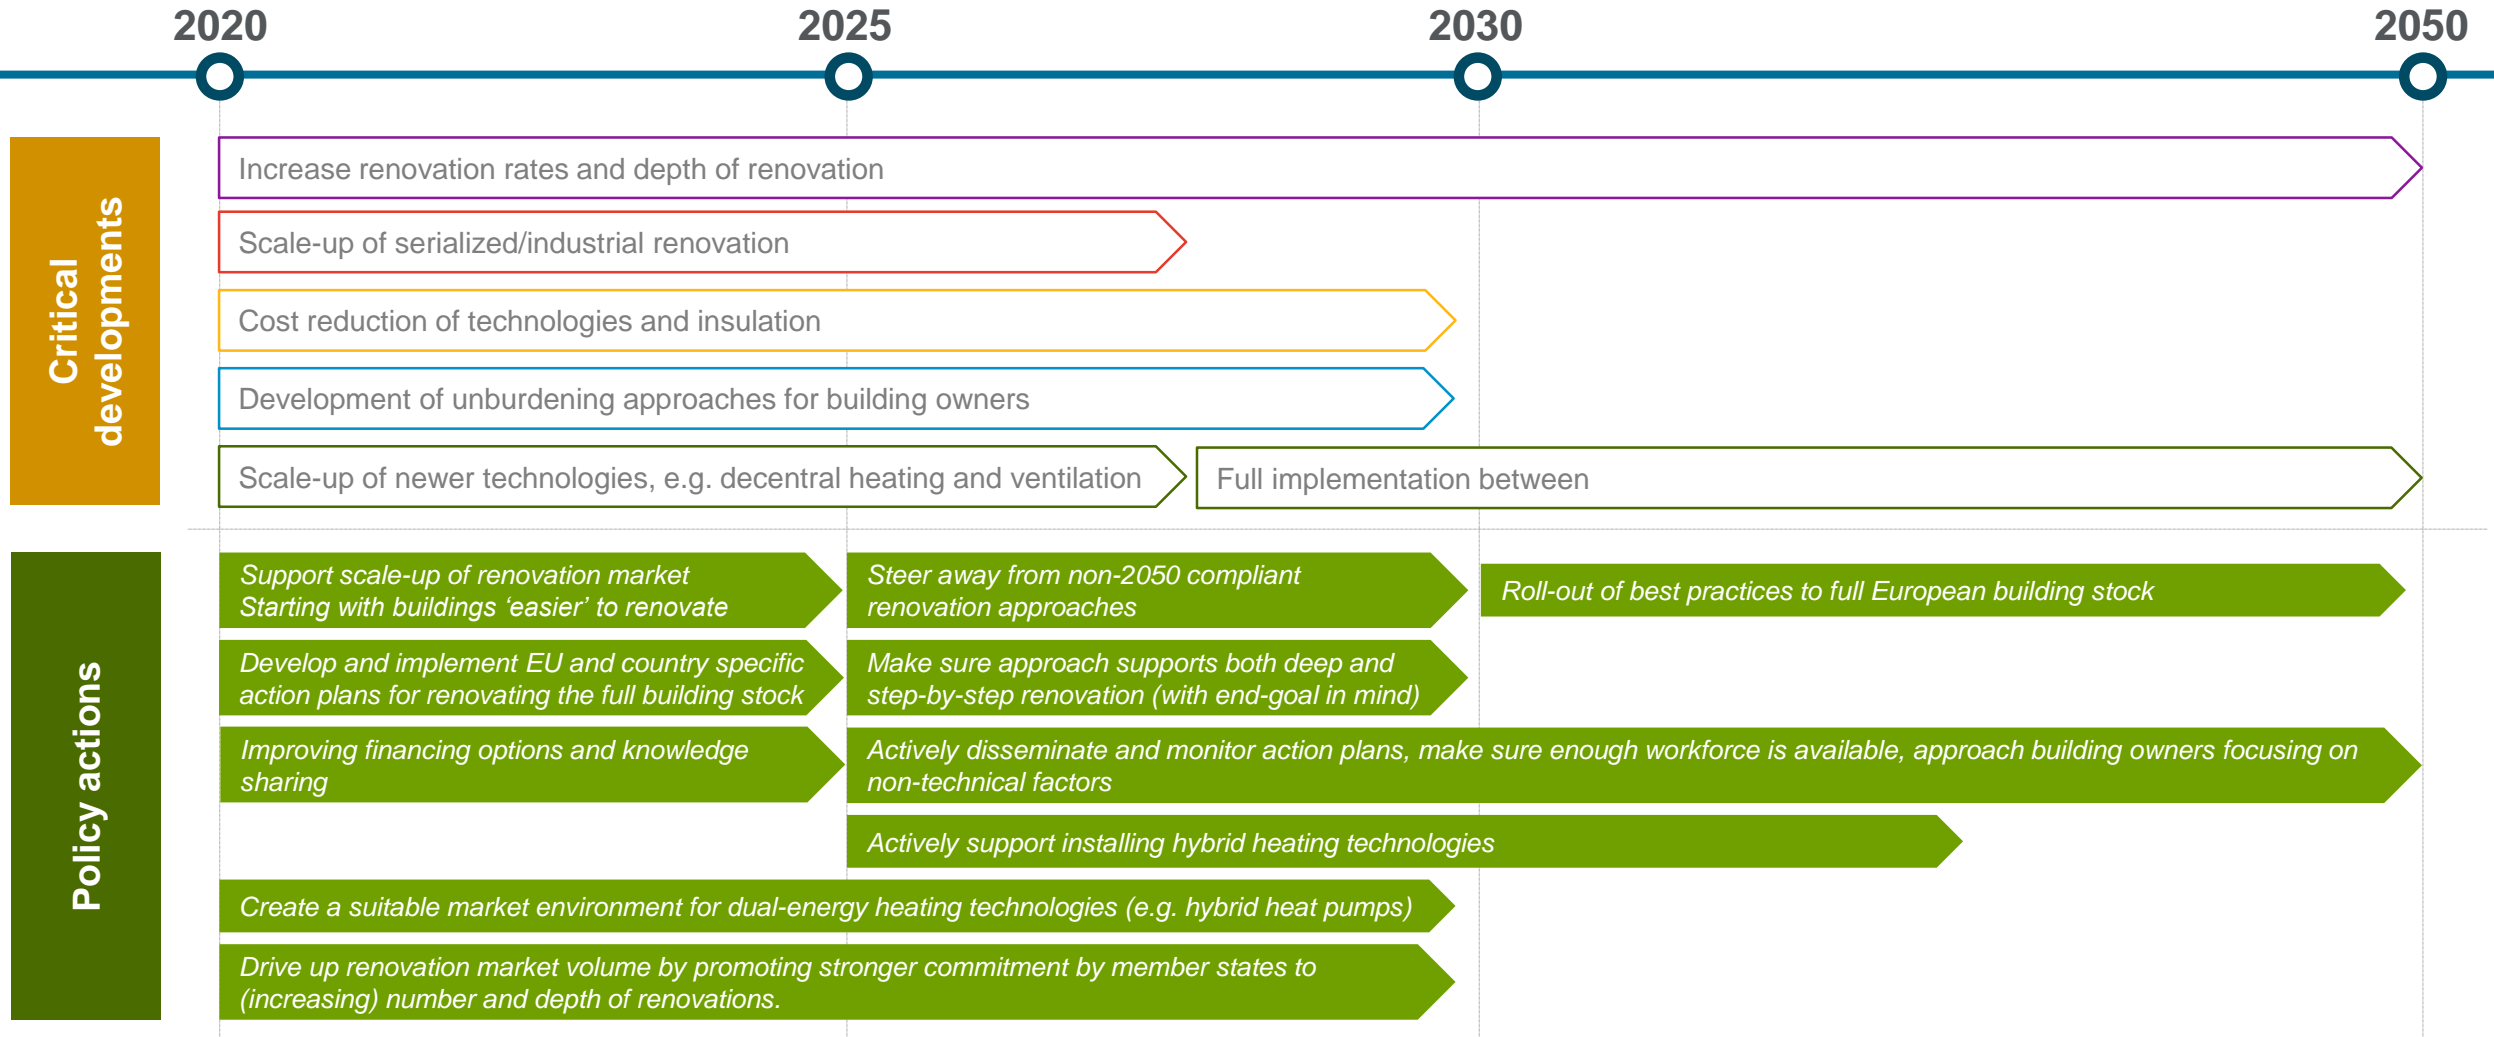 2020
2025
2030
2050
Critical
developments
Increase renovation rates and depth of renovation
Scale-up of serialized/industrial renovation
Cost reduction of technologies and insulation
Development of unburdening approaches for building owners
Scale-up of newer technologies, e.g. decentral heating and ventilation
Full implementation between
Policy actions
Support scale-up of renovation market
Starting with buildings ‘easier’ to renovate
Steer away from non-2050 compliant
renovation approaches
Roll-out of best practices to full European building stock
Develop and implement EU and country specific
action plans for renovating the full building stock
Make sure approach supports both deep and
step-by-step renovation (with end-goal in mind)
Improving financing options and knowledge
sharing
Actively disseminate and monitor action plans, make sure enough workforce is available, approach building owners focusing on
non-technical factors
Actively support installing hybrid heating technologies
Create a suitable market environment for dual-energy heating technologies (e.g. hybrid heat pumps)
Drive up renovation market volume by promoting stronger commitment by member states to
(increasing) number and depth of renovations.